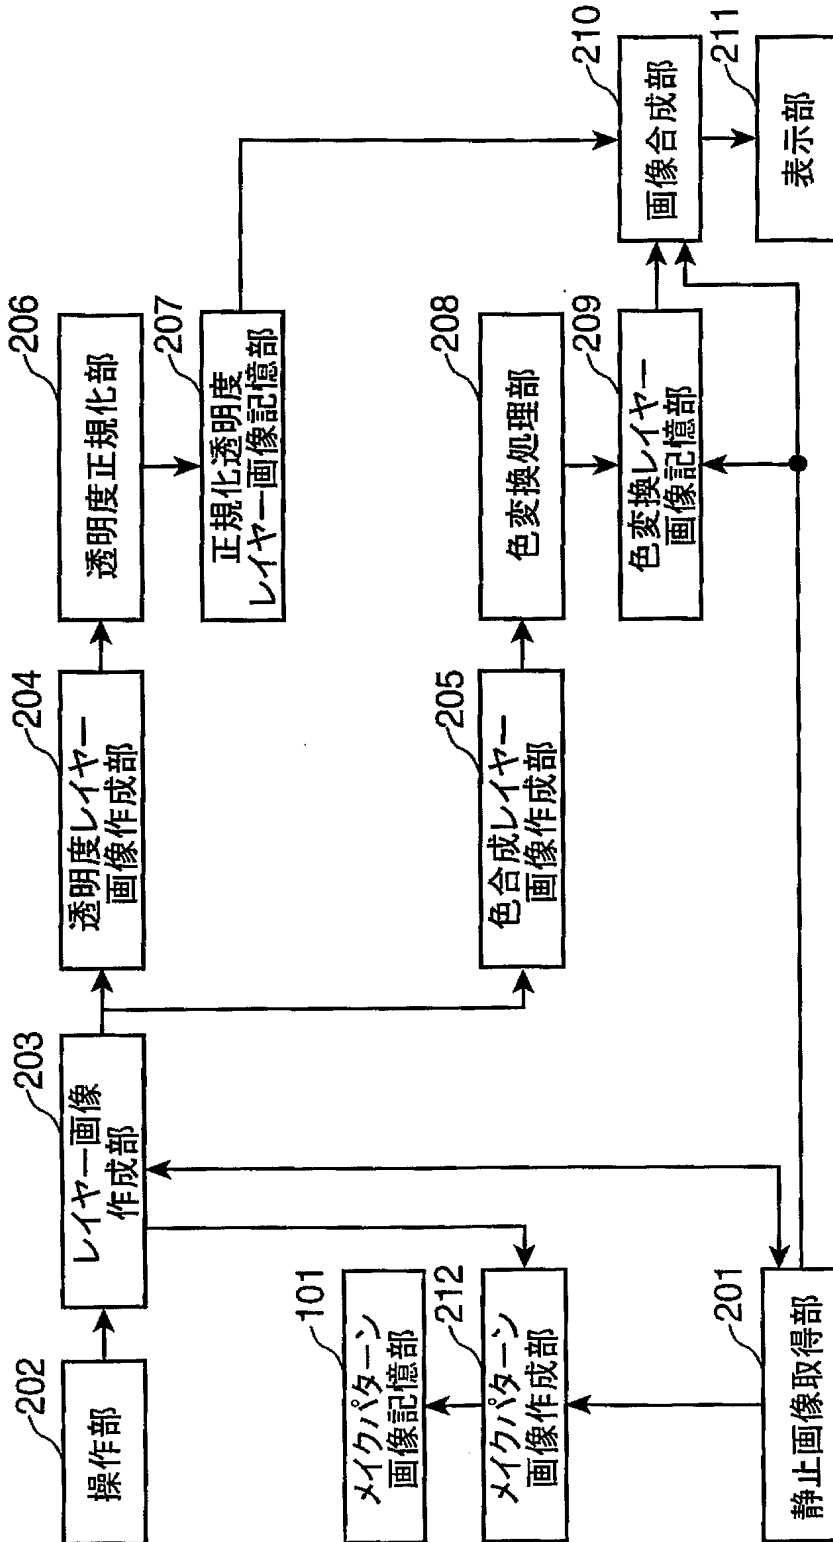 202
操作部
203
レイヤー画像
作成部
204
透明度レイヤー
画像作成部
206
透明度正規化部
207
正規化透明度
レイヤー画像記憶部
101
メイクパターン
画像記憶部
212
メイクパターン
画像作成部
205
色合成レイヤー
画像作成部
208
色変換処理部
209
色変換レイヤー
画像記憶部
210
画像合成部
211
表示部
201
静止画像取得部